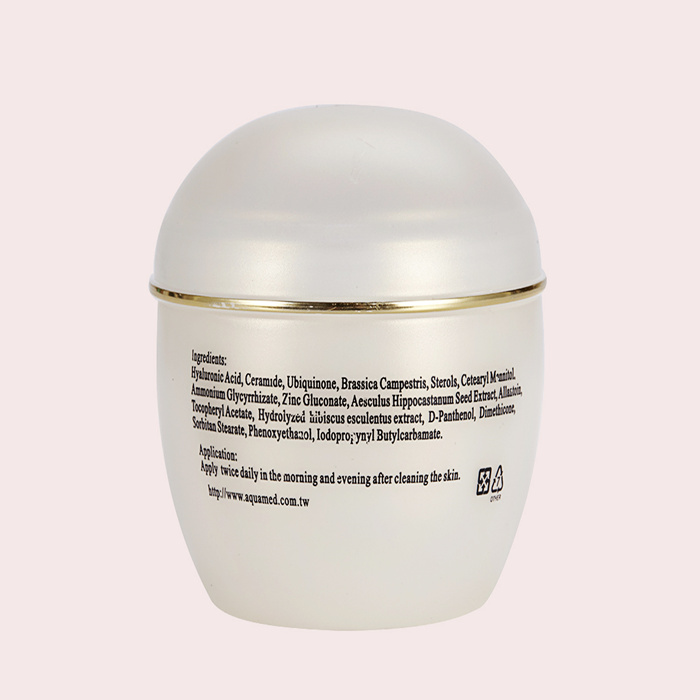 Ingredients:
Hyaluronic Acid, Ceramide, Ubiquinone, Brassica Campestris, Sterols, Cetearyl Mannitol,
Ammonium Glycyrrhizate, Zinc Gluconate, Aesculus Hippocastanum Seed Extract, Allantoin,
Tocopheryl Acetate, Hydrolyzed hibiscus esculentus extract, D-Panthenol, Dimethicone,
Sorbitan Stearate, Phenoxyethanol, Iodopropynyl Butylcarbamate.
Application:
Apply twice daily in the morning and evening after cleaning the skin.
http://www.aquamed.com.tw
OTHER